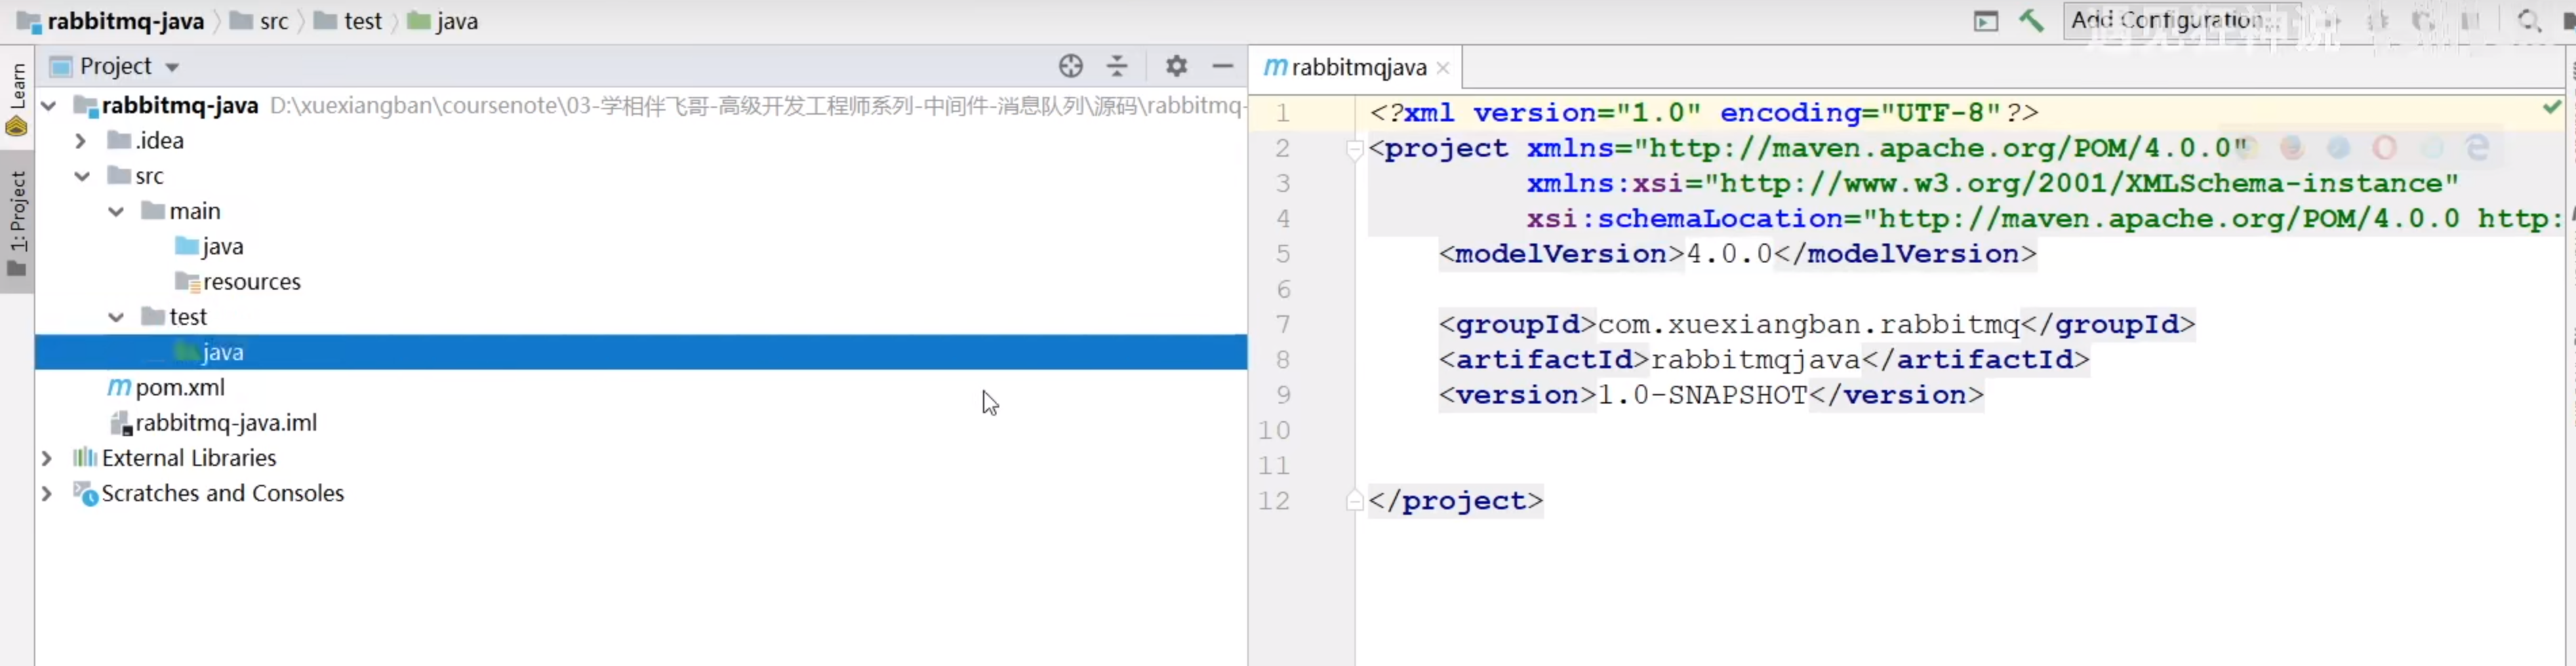 rabbitmq-java src test java
Add Configuration...
遇见狂神说
Learn
1: Project
Project
rabbitmq-java D:\xuexiangban\coursenote\03-学相伴飞哥-高级开发工程师系列-中间件-消息队列\源码\rabbitmq-
.idea
src
main
java
resources
test
java
pom.xml
rabbitmq-java.iml
External Libraries
Scratches and Consoles
rabbitmqjava
1 <?xml version="1.0" encoding="UTF-8"?>
2 <project xmlns="http://maven.apache.org/POM/4.0.0"
3 xmlns:xsi="http://www.w3.org/2001/XMLSchema-instance"
4 xsi:schemaLocation="http://maven.apache.org/POM/4.0.0 http:
5 <modelVersion>4.0.0</modelVersion>
6
7 <groupId>com.xuexiangban.rabbitmq</groupId>
8 <artifactId>rabbitmqjava</artifactId>
9 <version>1.0-SNAPSHOT</version>
10
11
12 </project>